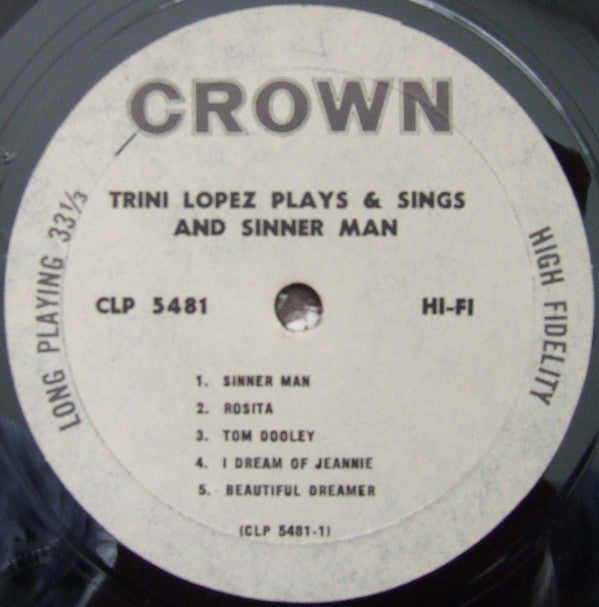 CROWN
TRINI LOPEZ PLAYS & SINGS
AND SINNER MAN
LONG PLAYING 33⅓
HIGH FIDELITY
CLP 5481
HI-FI
1. SINNER MAN
2. ROSITA
3. TOM DOOLEY
4. I DREAM OF JEANNIE
5. BEAUTIFUL DREAMER
(CLP 5481-1)